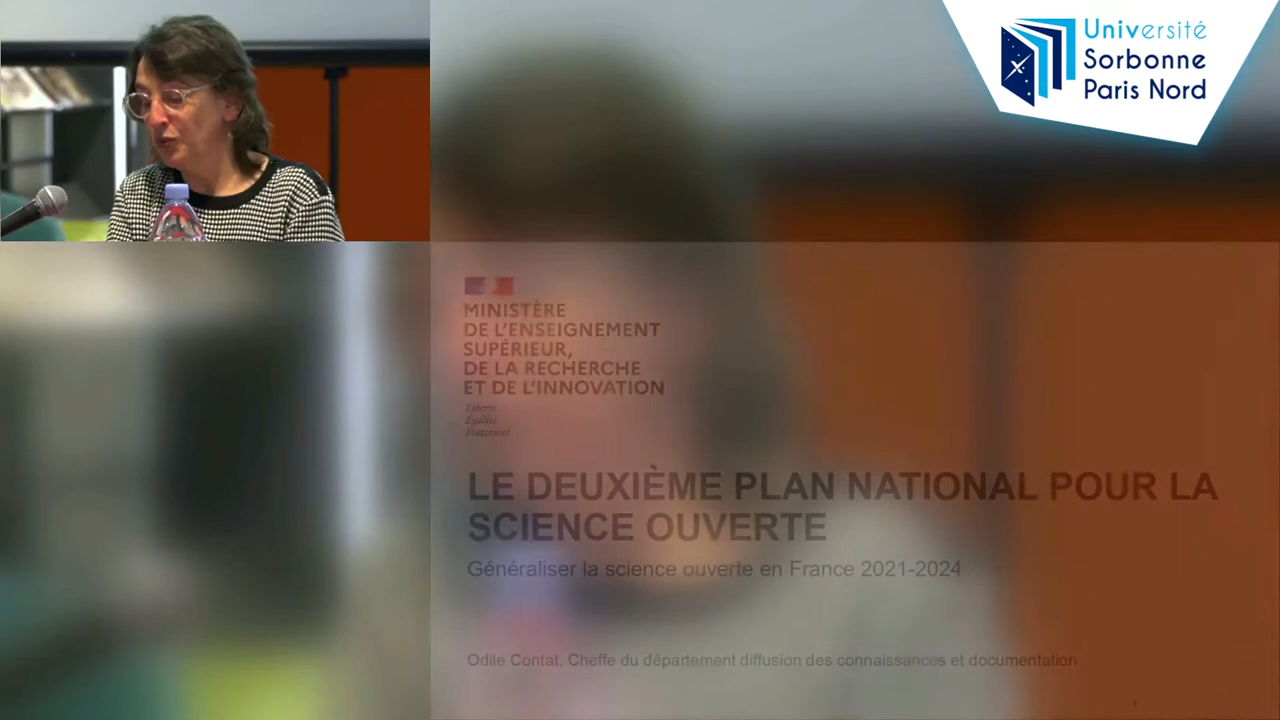 Université
Sorbonne
Paris Nord
MINISTÈRE
DE L'ENSEIGNEMENT
SUPÉRIEUR,
DE LA RECHERCHE
ET DE L'INNOVATION
Liberté
Égalité
Fraternité
LE DEUXIÈME PLAN NATIONAL POUR LA
SCIENCE OUVERTE
Généraliser la science ouverte en France 2021-2024
Odile Contat, Cheffe du département diffusion des connaissances et documentation